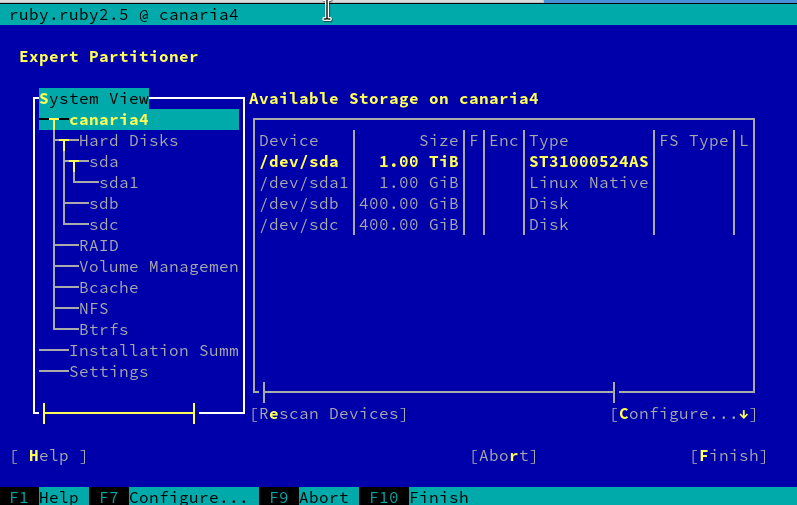 ruby.ruby2.5 @ canaria4
Expert Partitioner
System View
canaria4
Hard Disks
sda
sda1
sdb
sdc
RAID
Volume Managemen
Bcache
NFS
Btrfs
Installation Summ
Settings
Available Storage on canaria4
Device Size F Enc Type FS Type L
/dev/sda 1.00 TiB ST31000524AS
/dev/sda1 1.00 GiB Linux Native
/dev/sdb 400.00 GiB Disk
/dev/sdc 400.00 GiB Disk
[Rescan Devices] [Configure...↓]
[ Help ] [Abort] [Finish]
F1 Help F7 Configure... F9 Abort F10 Finish